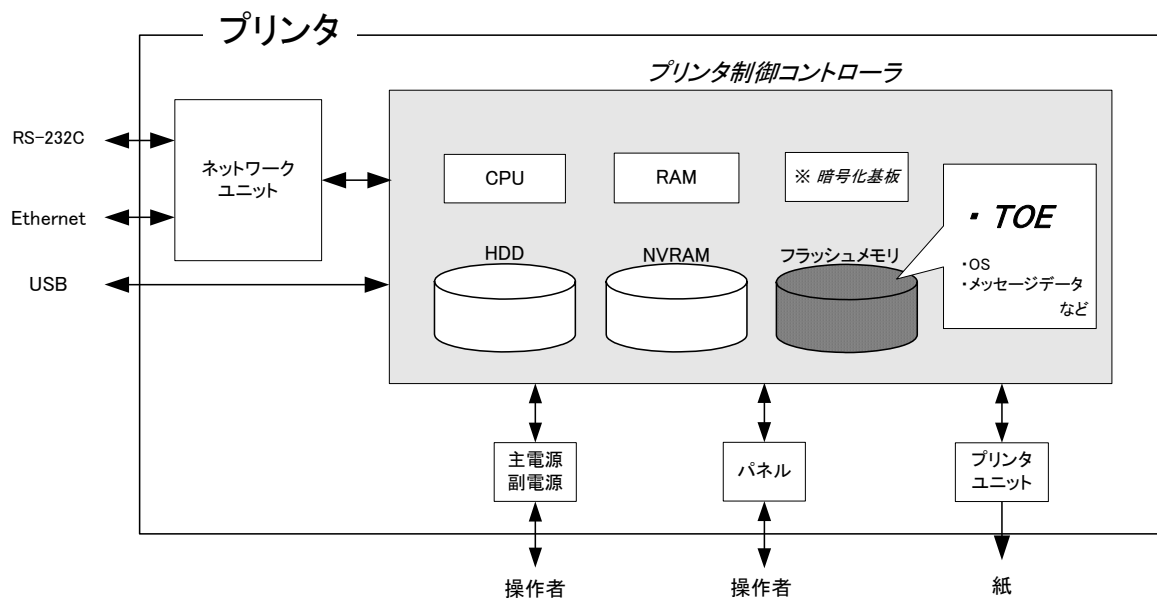 プリンタ
プリンタ制御コントローラ
RS-232C
Ethernet
USB
ネットワーク
ユニット
CPU
RAM
※ 暗号化基板
HDD
NVRAM
フラッシュメモリ
・ TOE
・OS
・メッセージデータ
など
主電源
副電源
パネル
プリンタ
ユニット
操作者
操作者
紙